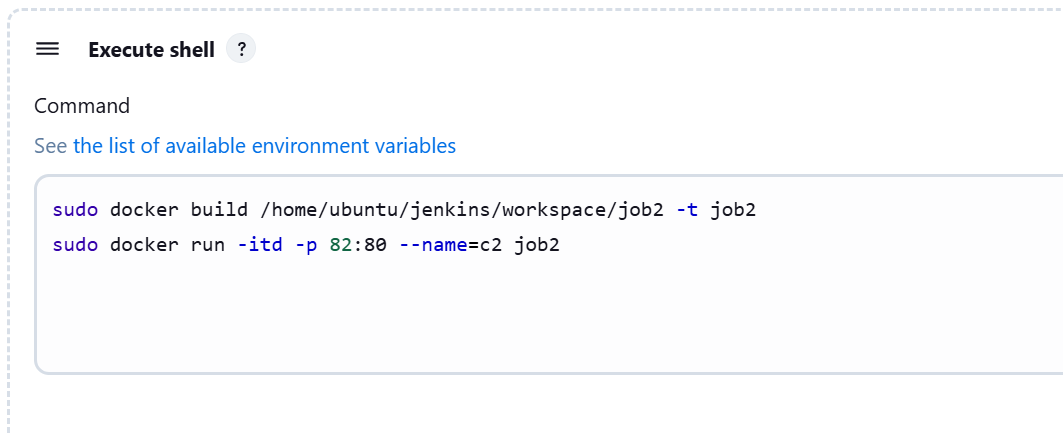 Execute shell ?
Command
See the list of available environment variables
sudo docker build /home/ubuntu/jenkins/workspace/job2 -t job2
sudo docker run -itd -p 82:80 --name=c2 job2